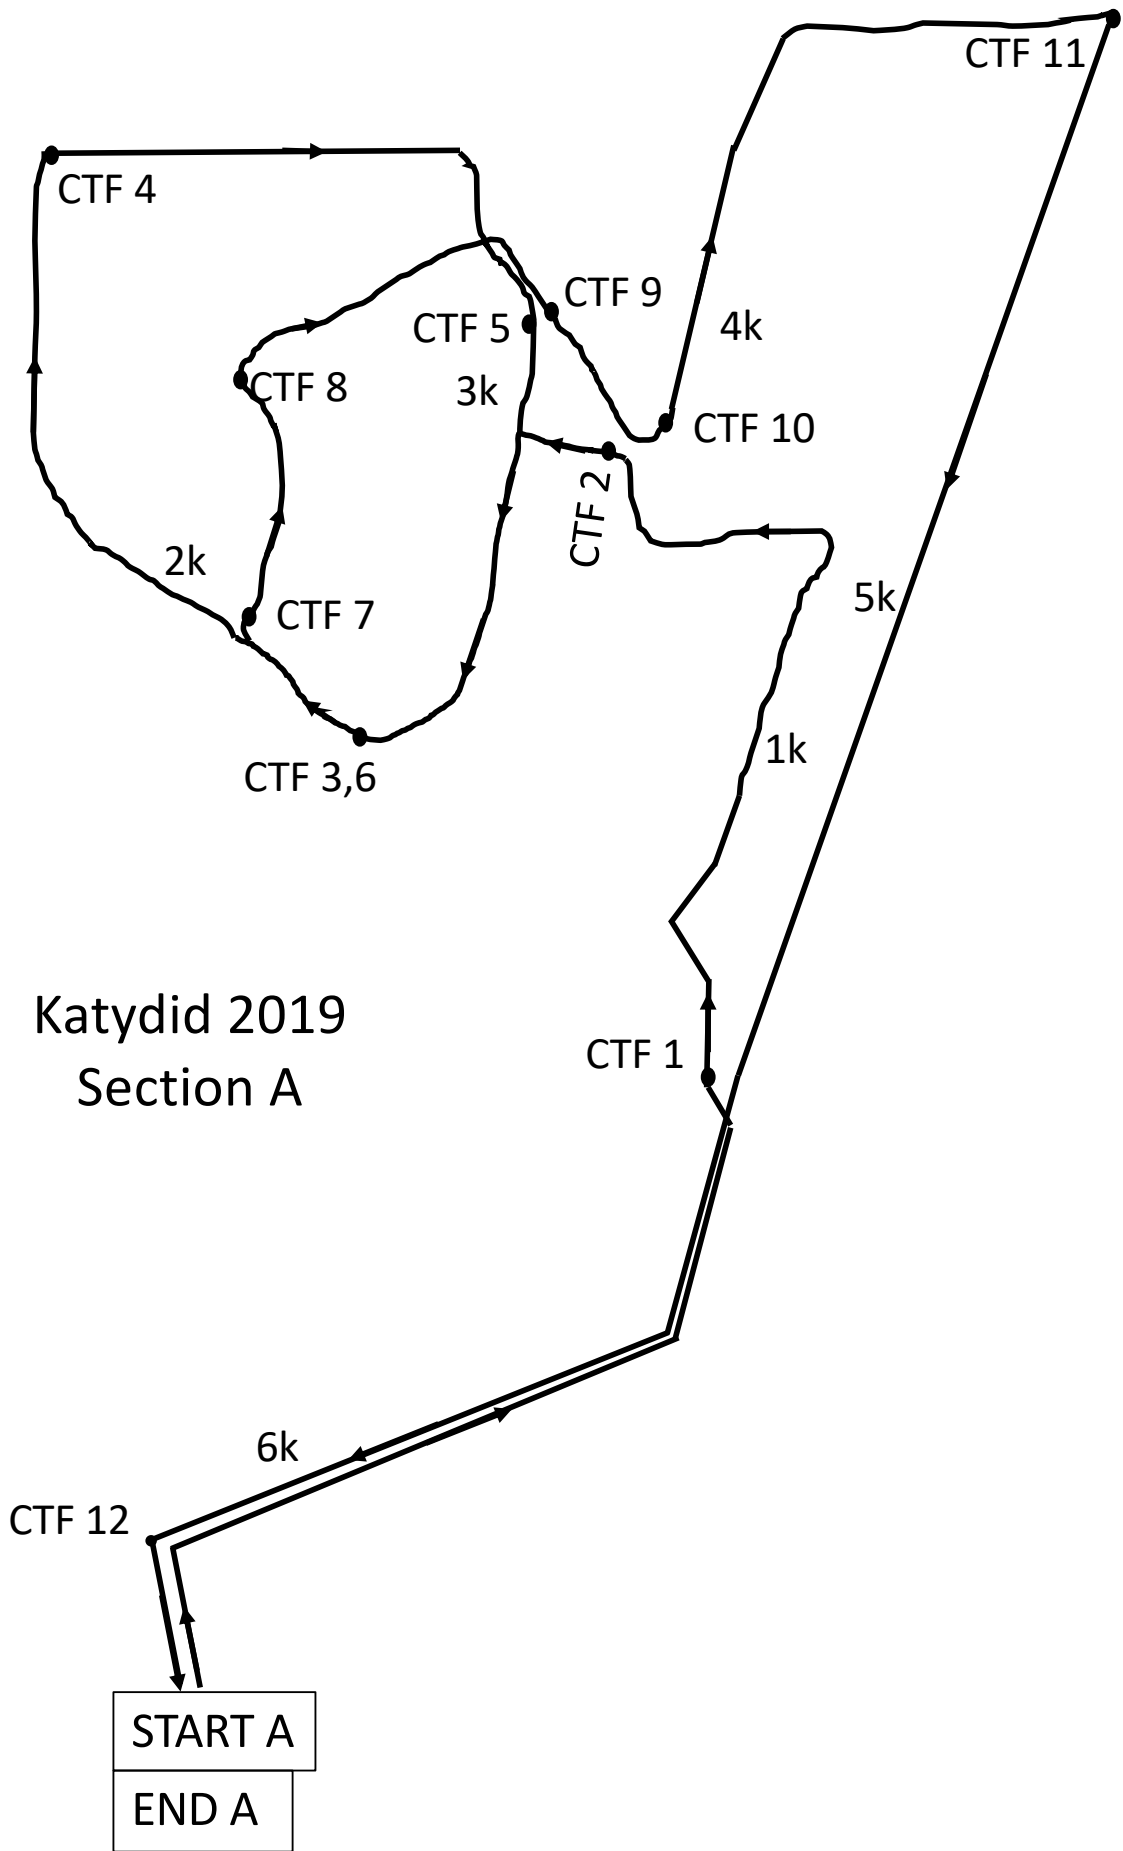 CTF 11
CTF 4
CTF 9
CTF 5
4k
CTF 8
3k
CTF 10
CTF 2
2k
5k
CTF 7
1k
CTF 3,6
Katydid 2019
Section A
CTF 1
6k
CTF 12
START A
END A